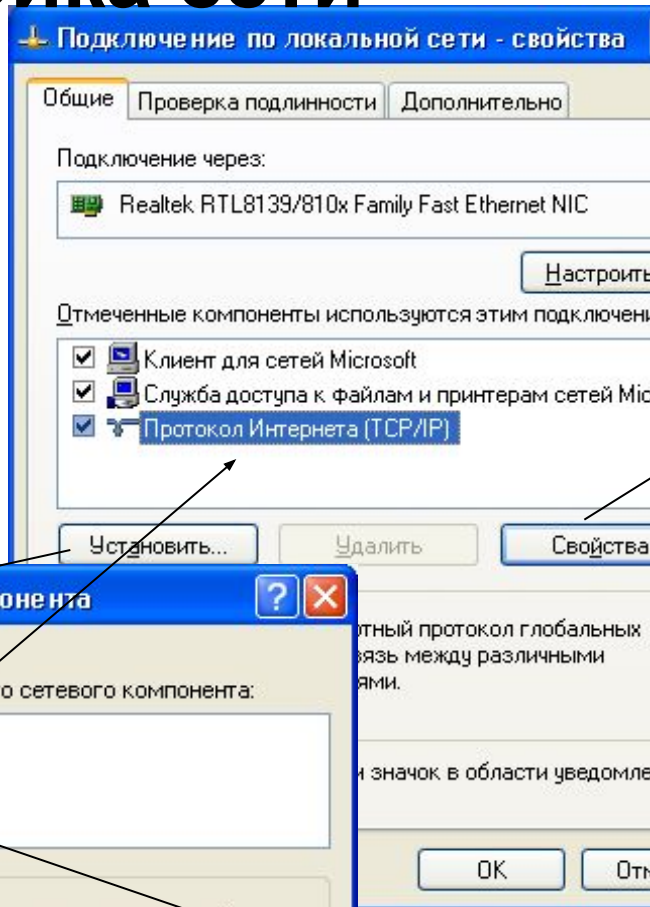 сети
Подключение по локальной сети - свойства
Общие Проверка подлинности Дополнительно
Подключение через:
Realtek RTL8139/810x Family Fast Ethernet NIC
Настроить
Отмеченные компоненты используются этим подключени
Клиент для сетей Microsoft
Служба доступа к файлам и принтерам сетей Mic
Протокол Интернета (TCP/IP)
Установить... Удалить Свойства
онента
тный протокол глобальных
вязь между различными
ями.
о сетевого компонента:
и значок в области уведомле
OK Отм